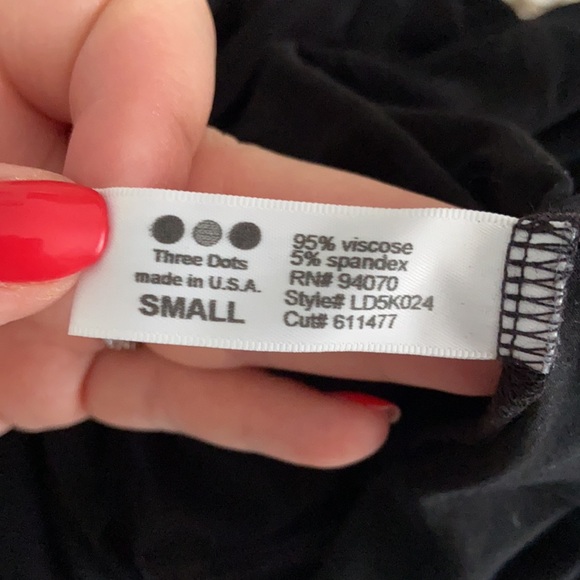 Three Dots
made in U.S.A.
SMALL
95% viscose
5% spandex
RN# 94070
Style# LD5K024
Cut# 611477